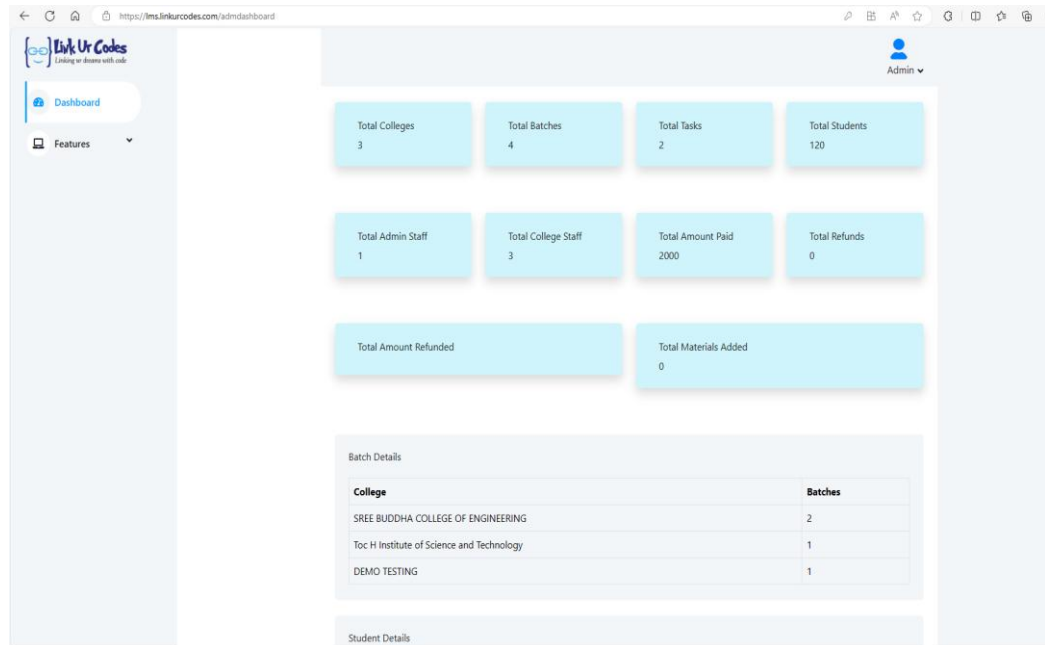 https://lms.linkurcodes.com/admdashboard
Link Ur Codes
Linking ur dreams with code
Admin
Dashboard
Features
Total Colleges
3
Total Batches
4
Total Tasks
2
Total Students
120
Total Admin Staff
1
Total College Staff
3
Total Amount Paid
2000
Total Refunds
0
Total Amount Refunded
Total Materials Added
0
Batch Details
College Batches
SREE BUDDHA COLLEGE OF ENGINEERING 2
Toc H Institute of Science and Technology 1
DEMO TESTING 1
Student Details